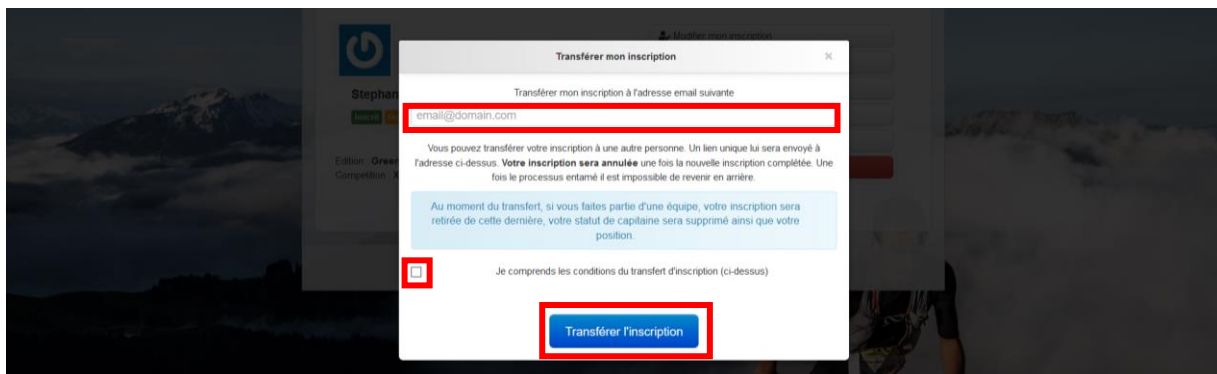 Modifier mon inscription
Transférer mon inscription
×
Stephan
Transférer mon inscription à l'adresse email suivante
Inscrit
email@domain.com
Vous pouvez transférer votre inscription à une autre personne. Un lien unique lui sera envoyé à
Edition : Green
l'adresse ci-dessus. Votre inscription sera annulée une fois la nouvelle inscription complétée. Une
Competition : X
fois le processus entamé il est impossible de revenir en arrière.
Au moment du transfert, si vous faites partie d'une équipe, votre inscription sera
retirée de cette dernière, votre statut de capitaine sera supprimé ainsi que votre
position.
Je comprends les conditions du transfert d'inscription (ci-dessus)
Transférer l'inscription